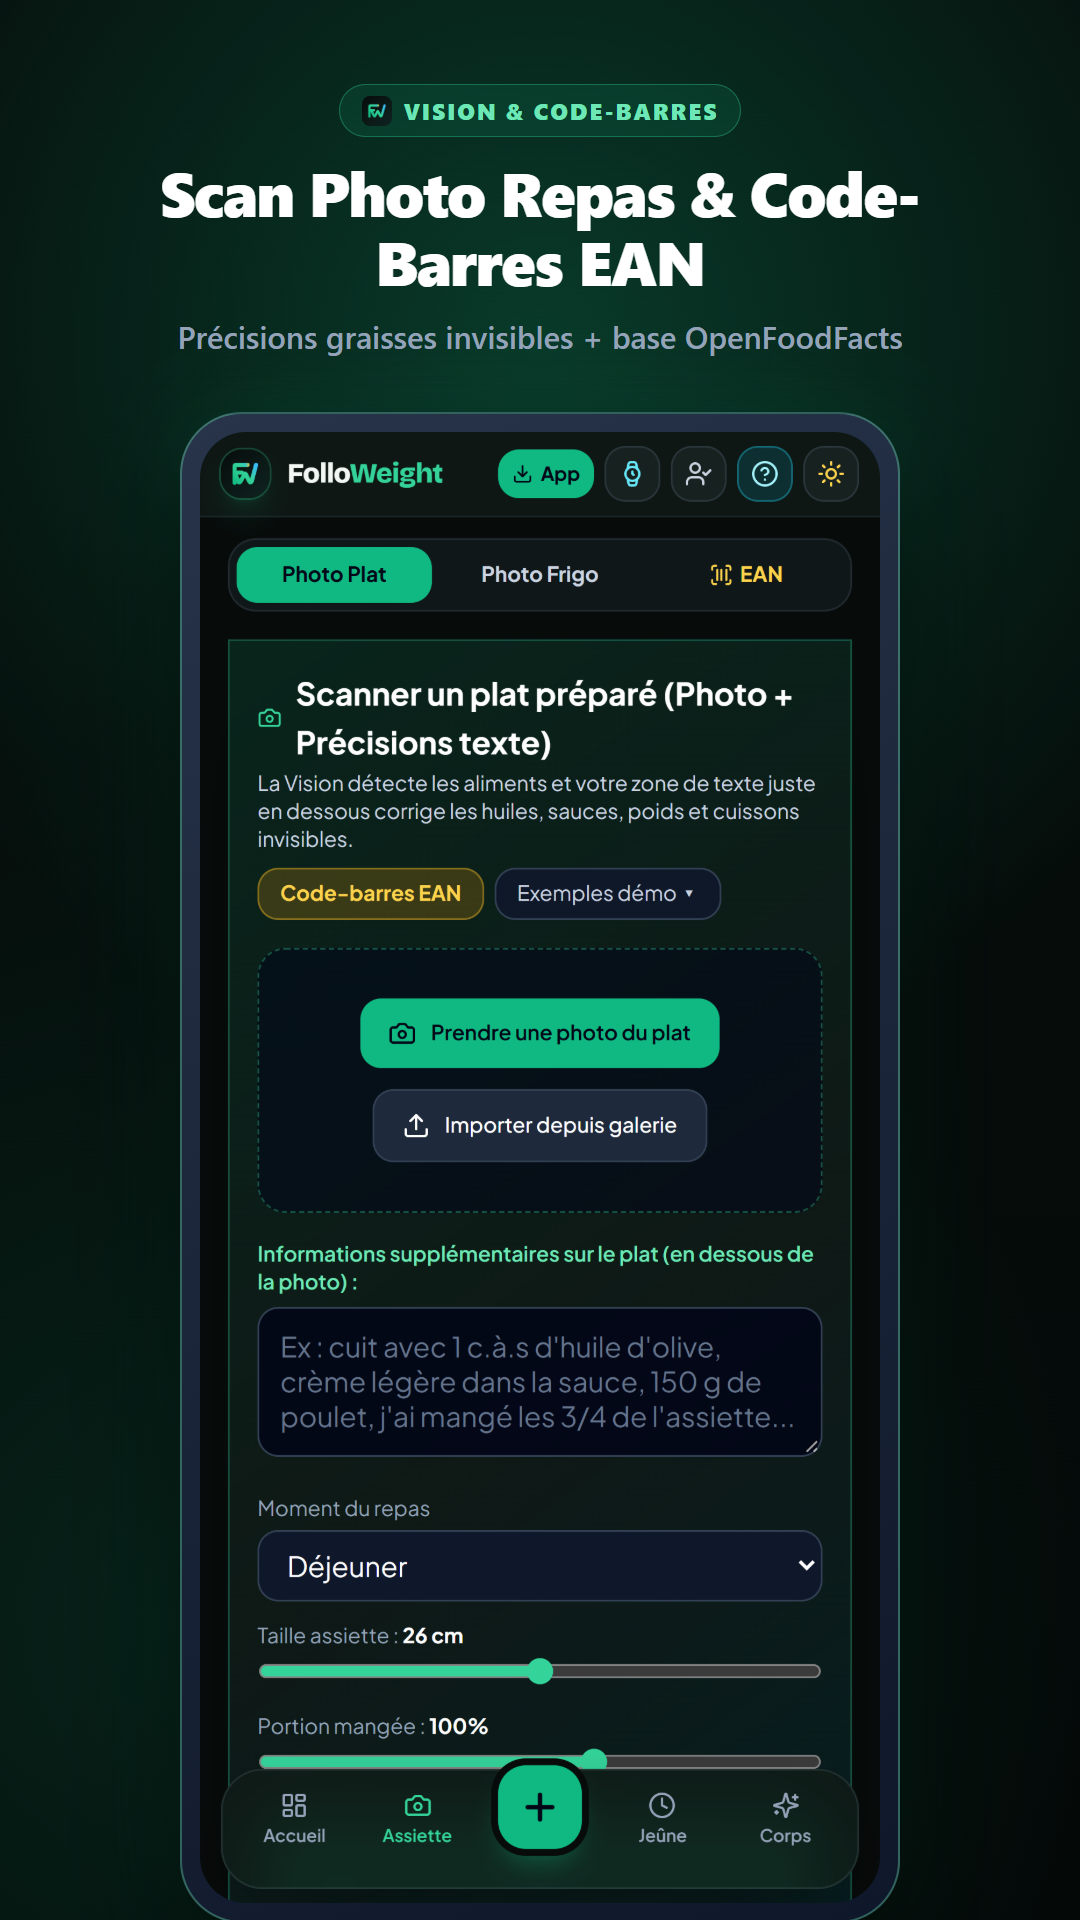 VISION & CODE-BARRES
Scan Photo Repas & Code-
Barres EAN
Précisions graisses invisibles + base OpenFoodFacts
FolloWeight
App
Photo Plat
Photo Frigo
EAN
Scanner un plat préparé (Photo +
Précisions texte)
La Vision détecte les aliments et votre zone de texte juste
en dessous corrige les huiles, sauces, poids et cuissons
invisibles.
Code-barres EAN
Exemples démo ▾
Prendre une photo du plat
Importer depuis galerie
Informations supplémentaires sur le plat (en dessous de
la photo) :
Ex : cuit avec 1 c.à.s d'huile d'olive,
crème légère dans la sauce, 150 g de
poulet, j'ai mangé les 3/4 de l'assiette...
Moment du repas
Déjeuner
Taille assiette : 26 cm
Portion mangée : 100%
Accueil
Assiette
Jeûne
Corps